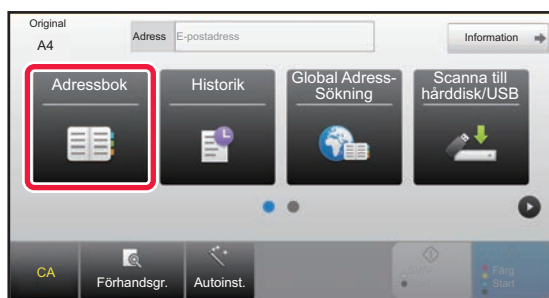 Original
A4
Adress
E-postadress
Information
Adressbok
Historik
Global Adress-
Sökning
Scanna till
hårddisk/USB
CA
Förhandsgr.
Autoinst.
Färg
Start